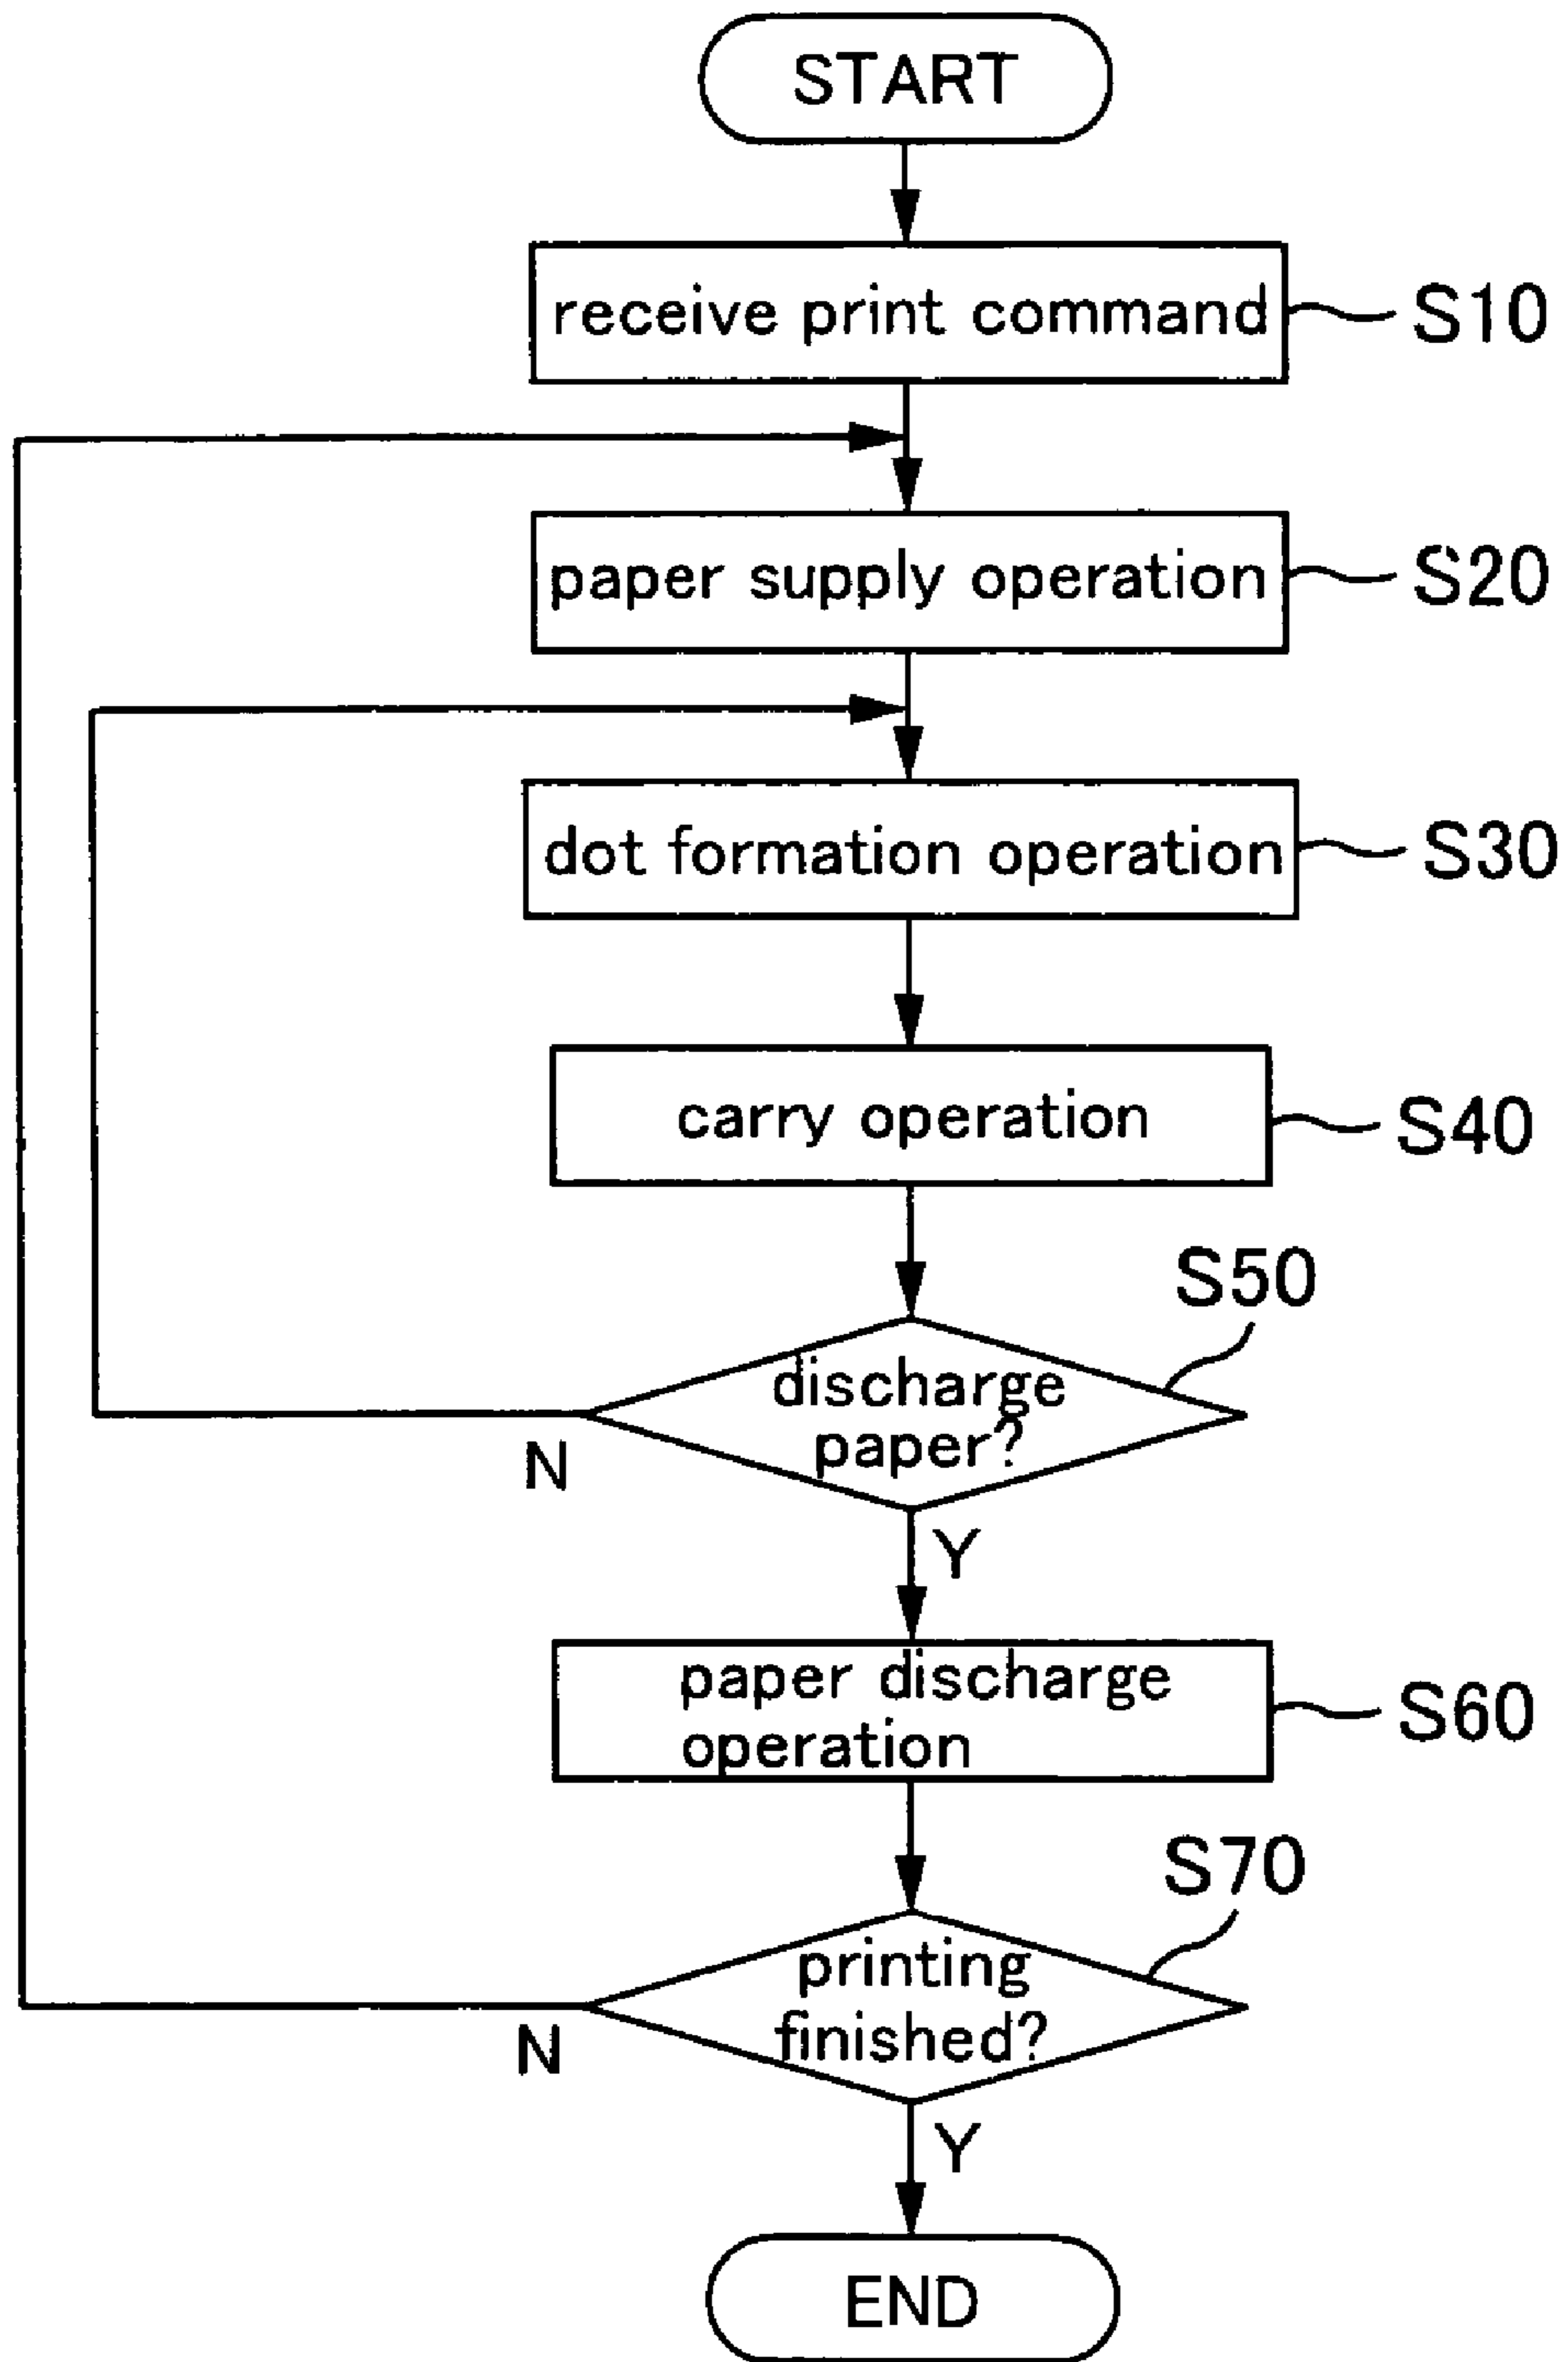 START
receive print command
S10
paper supply operation
S20
dot formation operation
S30
carry operation
S40
S50
discharge
paper?
N
Y
paper discharge
operation
S60
S70
printing
finished?
N
Y
END